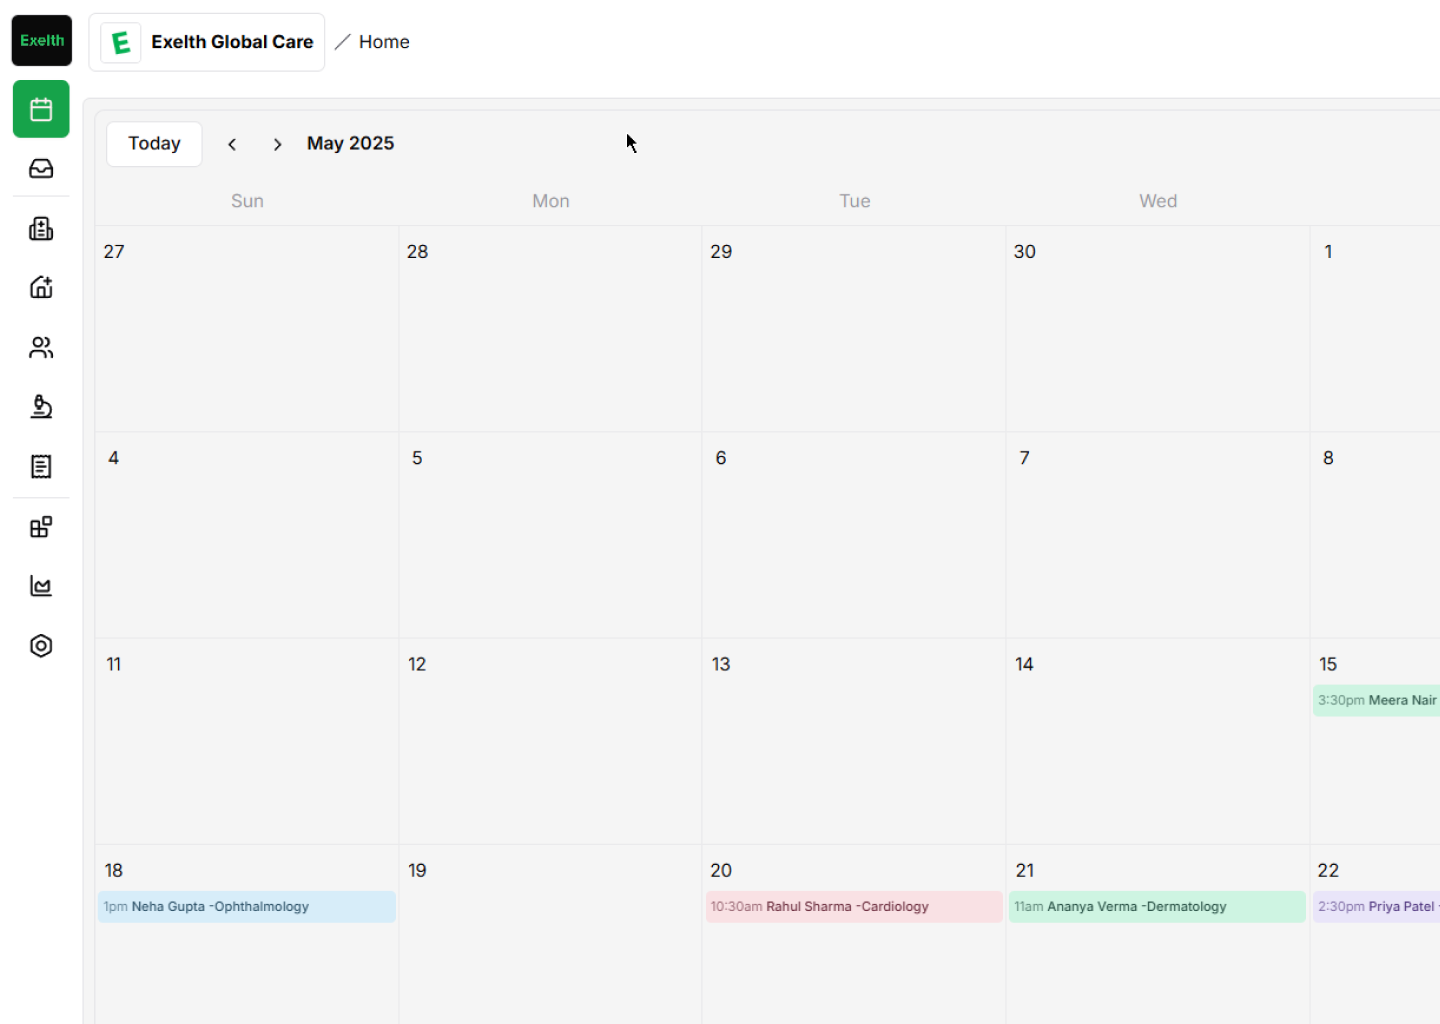 Exelth
E
Exelth Global Care
/ Home
Today
< > May 2025
Sun Mon Tue Wed
27 28 29 30 1
4 5 6 7 8
11 12 13 14 15
3:30pm Meera Nair
18 19 20 21 22
1pm Neha Gupta -Ophthalmology
10:30am Rahul Sharma -Cardiology
11am Ananya Verma -Dermatology
2:30pm Priya Patel -